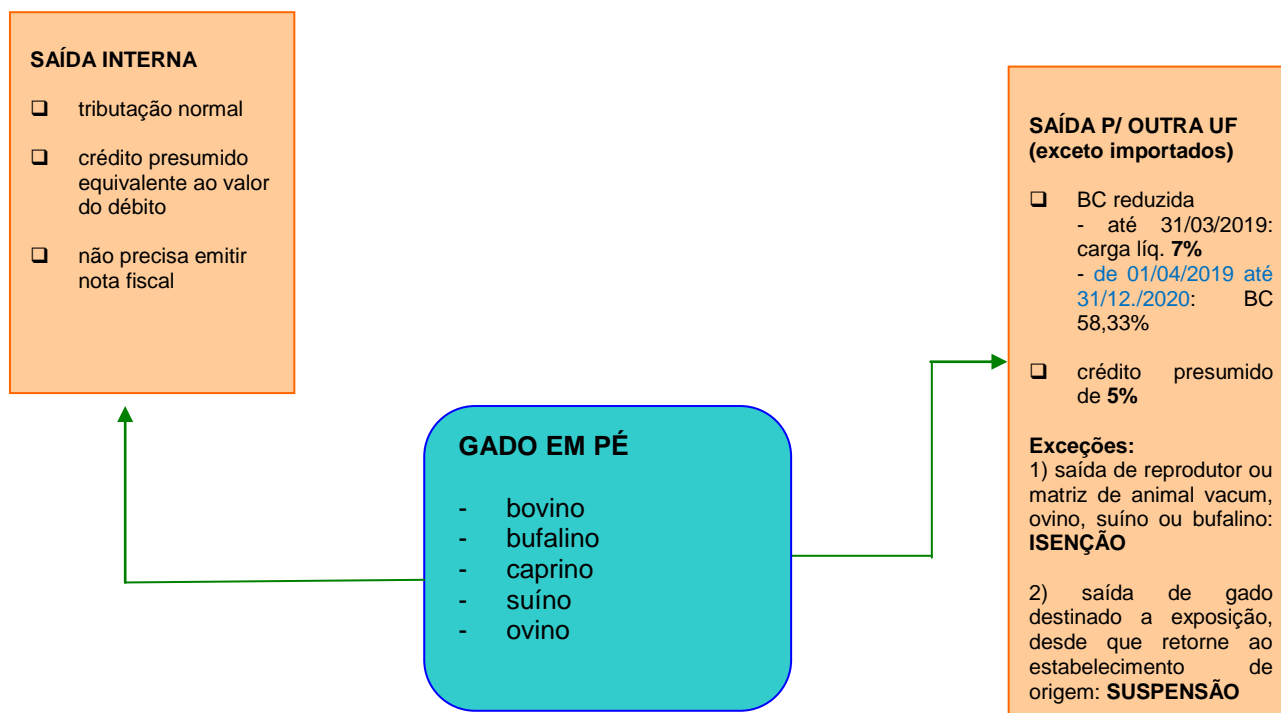 SAÍDA INTERNA
❑ tributação normal
❑ crédito presumido
equivalente ao valor
do débito
❑ não precisa emitir
nota fiscal
GADO EM PÉ
- bovino
- bufalino
- caprino
- suíno
- ovino
SAÍDA P/ OUTRA UF
(exceto importados)
❑ BC reduzida
- até 31/03/2019:
carga líq. 7%
- de 01/04/2019 até
31/12./2020: BC
58,33%
❑ crédito presumido
de 5%
Exceções:
1) saída de reprodutor ou
matriz de animal vacum,
ovino, suíno ou bufalino:
ISENÇÃO
2) saída de gado
destinado a exposição,
desde que retorne ao
estabelecimento de
origem: SUSPENSÃO